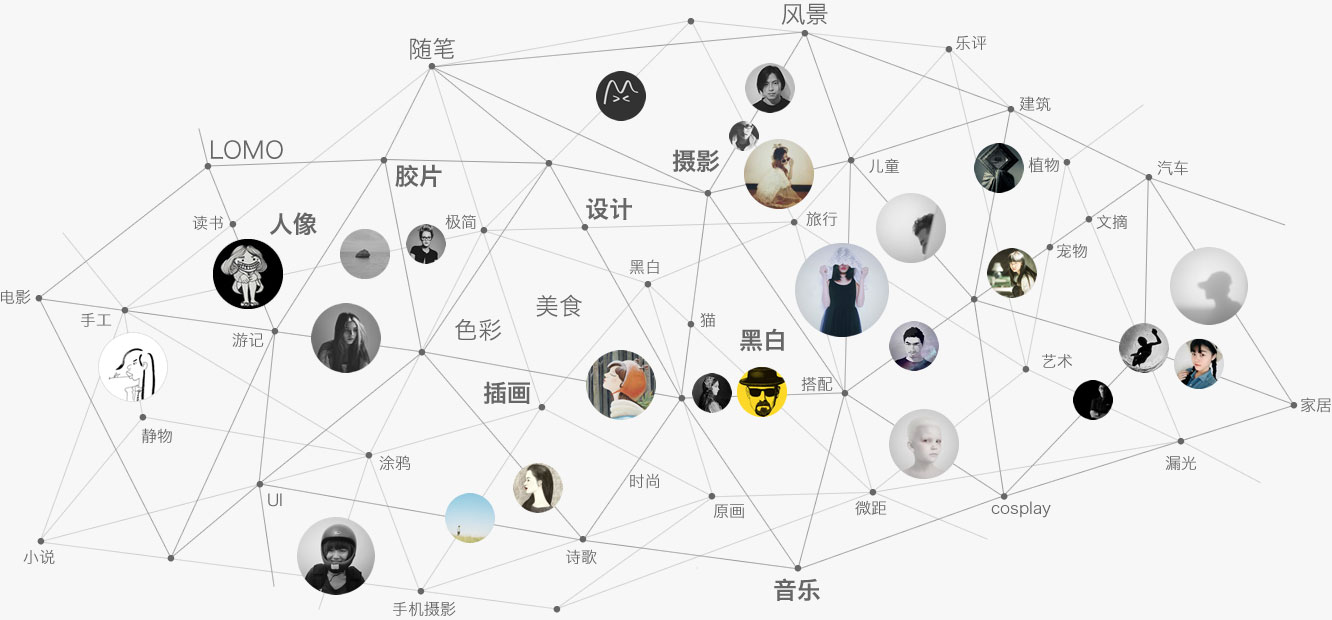 风景
随笔
乐评
建筑
LOMO
摄影
儿童
植物
汽车
胶片
设计
旅行
读书
人像
极简
文摘
宠物
黑白
电影
手工
美食
猫
游记
色彩
黑白
艺术
插画
搭配
家居
静物
涂鸦
漏光
时尚
UI
原画
微距
cosplay
小说
诗歌
音乐
手机摄影